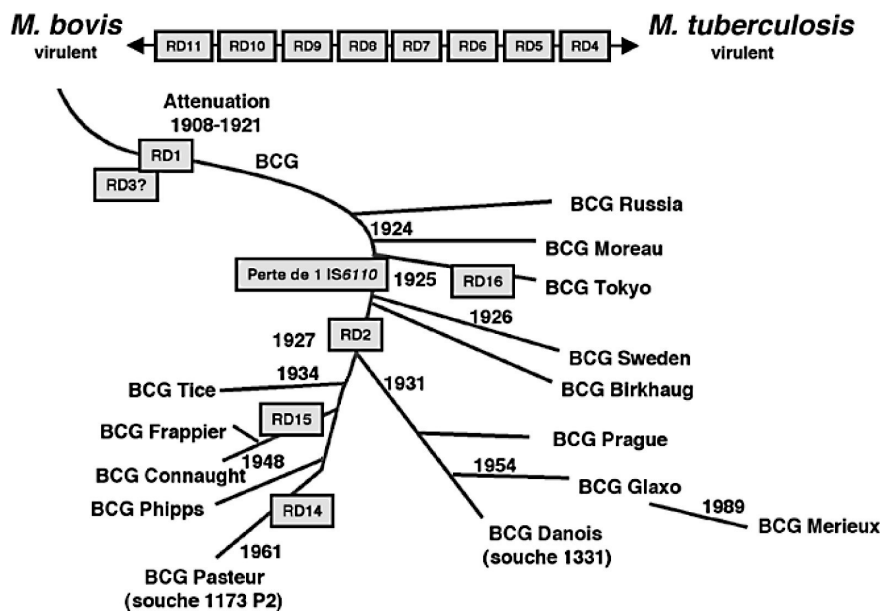 M. bovis
virulent
RD11 RD10 RD9 RD8 RD7 RD6 RD5 RD4
M. tuberculosis
virulent
Attenuation
1908-1921
RD1
RD3?
BCG
BCG Russia
1924
BCG Moreau
Perte de 1 IS6110
1925
RD16
BCG Tokyo
1926
1927
RD2
BCG Sweden
BCG Birkhaug
1934
1931
BCG Tice
RD15
BCG Frappier
BCG Prague
1948
BCG Connaught
1954
BCG Glaxo
BCG Phipps
RD14
1989
BCG Merieux
BCG Danois
(souche 1331)
1961
BCG Pasteur
(souche 1173 P2)